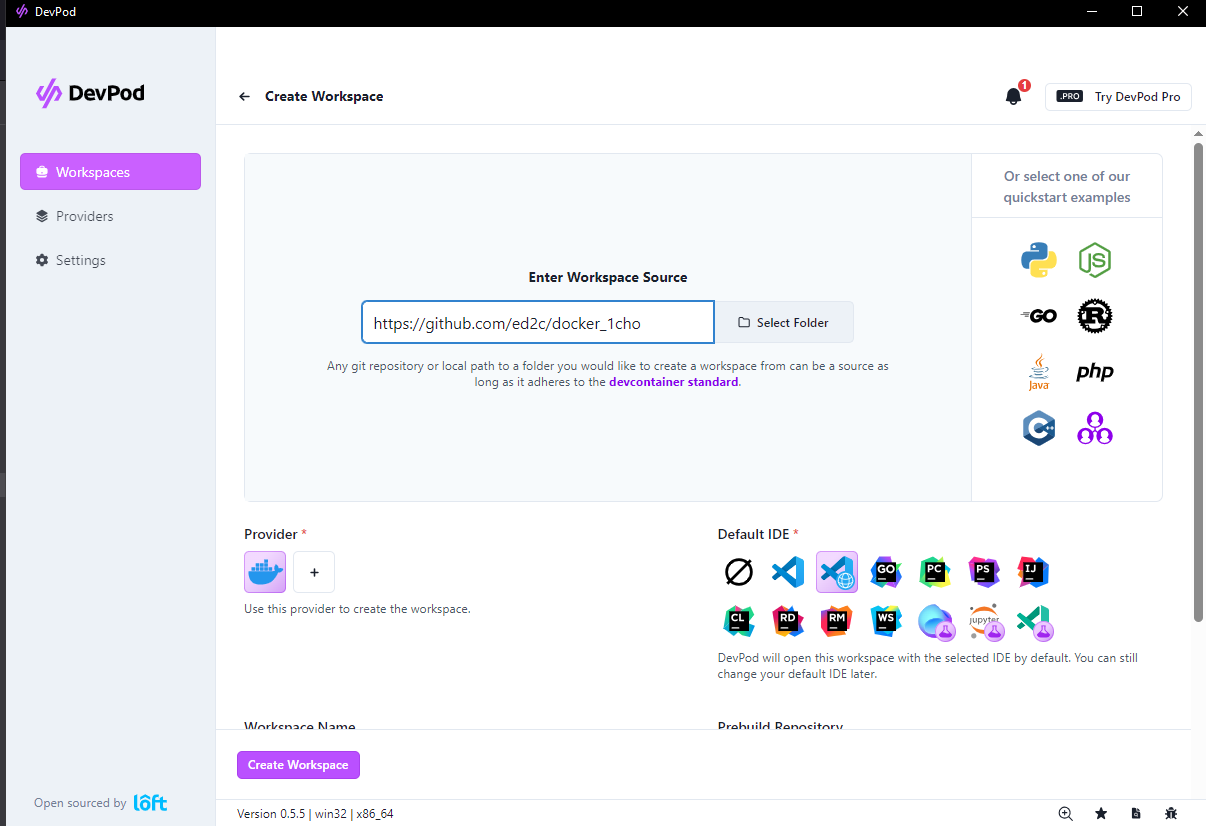 DevPod
DevPod
Create Workspace
1
.PRO Try DevPod Pro
Workspaces
Providers
Settings
Enter Workspace Source
https://github.com/ed2c/docker_1cho
Select Folder
Any git repository or local path to a folder you would like to create a workspace from can be a source as
long as it adheres to the devcontainer standard.
Or select one of our
quickstart examples
JS
GO
R
Java
php
C++
Provider *
+
Use this provider to create the workspace.
Default IDE *
GO PC PS IJ
CL RD RM WS jupyter
DevPod will open this workspace with the selected IDE by default. You can still
change your default IDE later.
Workspace Name
Prebuild Repository
Create Workspace
Open sourced by loft
Version 0.5.5 | win32 | x86_64